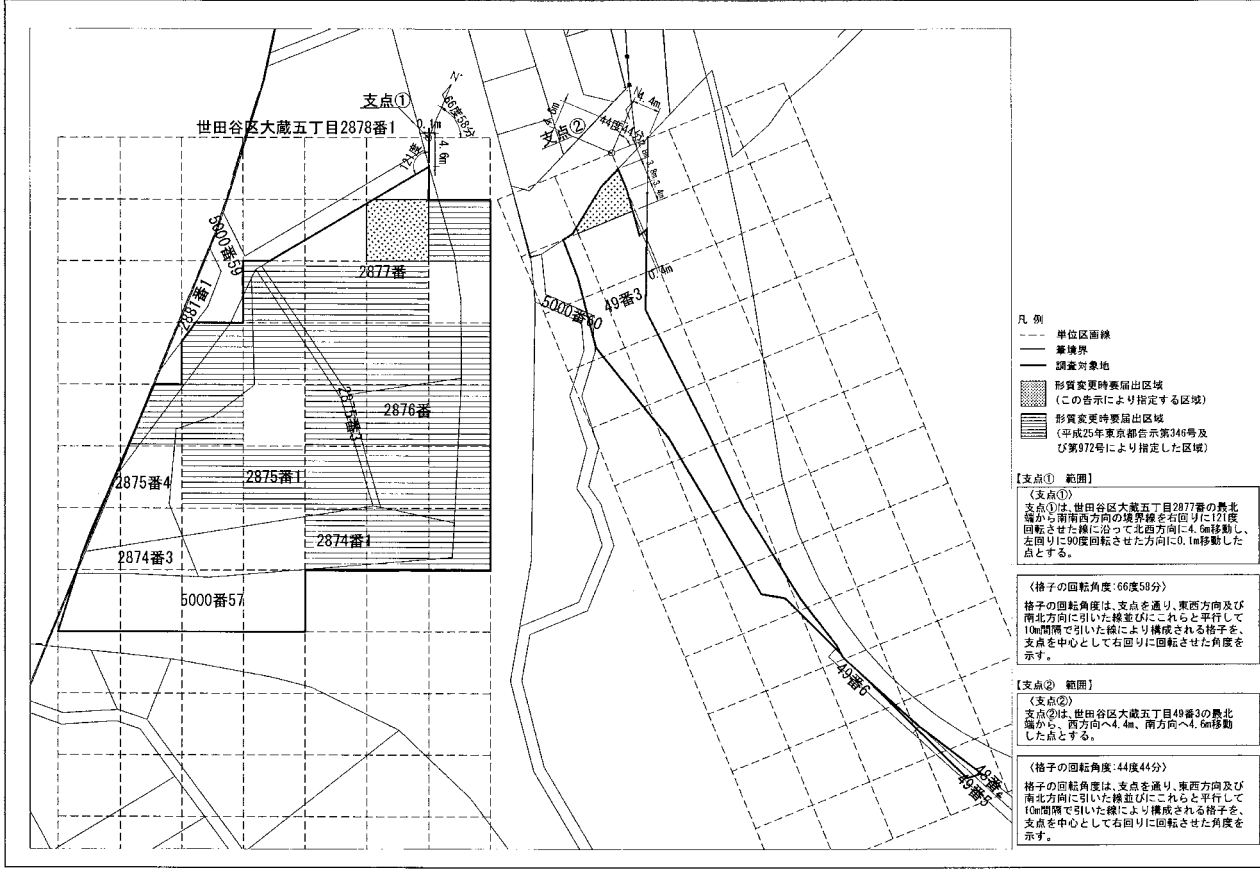 支点①
世田谷区大蔵五丁目2878番1
N
66度58分
0.1m
4.6m
121度
5000番59
2881番1
2877番
2875番3
2876番
2875番4
2875番1
2874番3
2874番1
5000番57
支点②
4.6m
4.4m
44度44分
3.4m
0.4m
49番3
5000番60
49番6
49番5
凡 例
単位区画線
筆境界
調査対象地
形質変更時要届出区域
(この告示により指定する区域)
形質変更時要届出区域
(平成25年東京都告示第346号及
び第972号により指定した区域)
【支点① 範囲】
〈支点①〉
支点①は、世田谷区大蔵五丁目2877番の最北
端から南南西方向の境界線を右回りに121度
回転させた線に沿って北西方向に4.6m移動し、
左回りに90度回転させた方向に0.1m移動した
点とする。
〈格子の回転角度:66度58分〉
格子の回転角度は、支点を通り、東西方向及び
南北方向に引いた線並びにこれらと平行して
10m間隔で引いた線により構成される格子を、
支点を中心として右回りに回転させた角度を
示す。
【支点② 範囲】
〈支点②〉
支点②は、世田谷区大蔵五丁目49番3の最北
端から、西方向へ4.4m、南方向へ4.6m移動
した点とする。
〈格子の回転角度:44度44分〉
格子の回転角度は、支点を通り、東西方向及び
南北方向に引いた線並びにこれらと平行して
10m間隔で引いた線により構成される格子を、
支点を中心として右回りに回転させた角度を
示す。